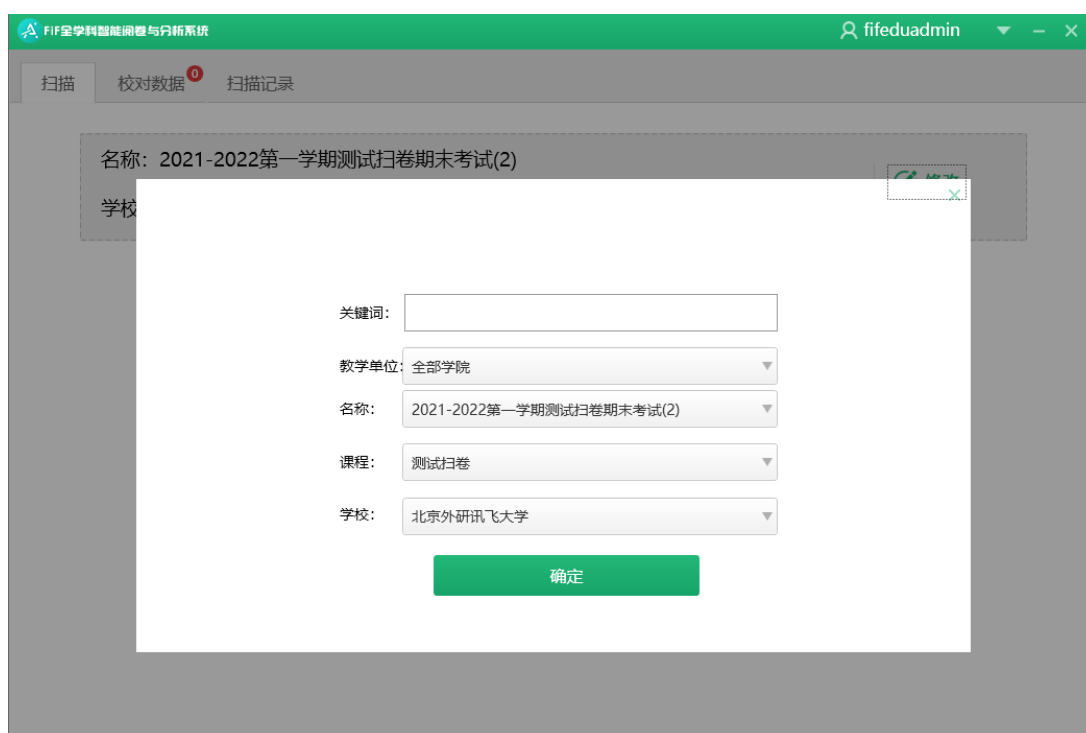 FiF全学科智能阅卷与分析系统 fifeduadmin
扫描 校对数据 0 扫描记录
名称：2021-2022第一学期测试扫卷期末考试(2)
修改
学校
关键词：
教学单位： 全部学院
名称： 2021-2022第一学期测试扫卷期末考试(2)
课程： 测试扫卷
学校： 北京外研讯飞大学
确定